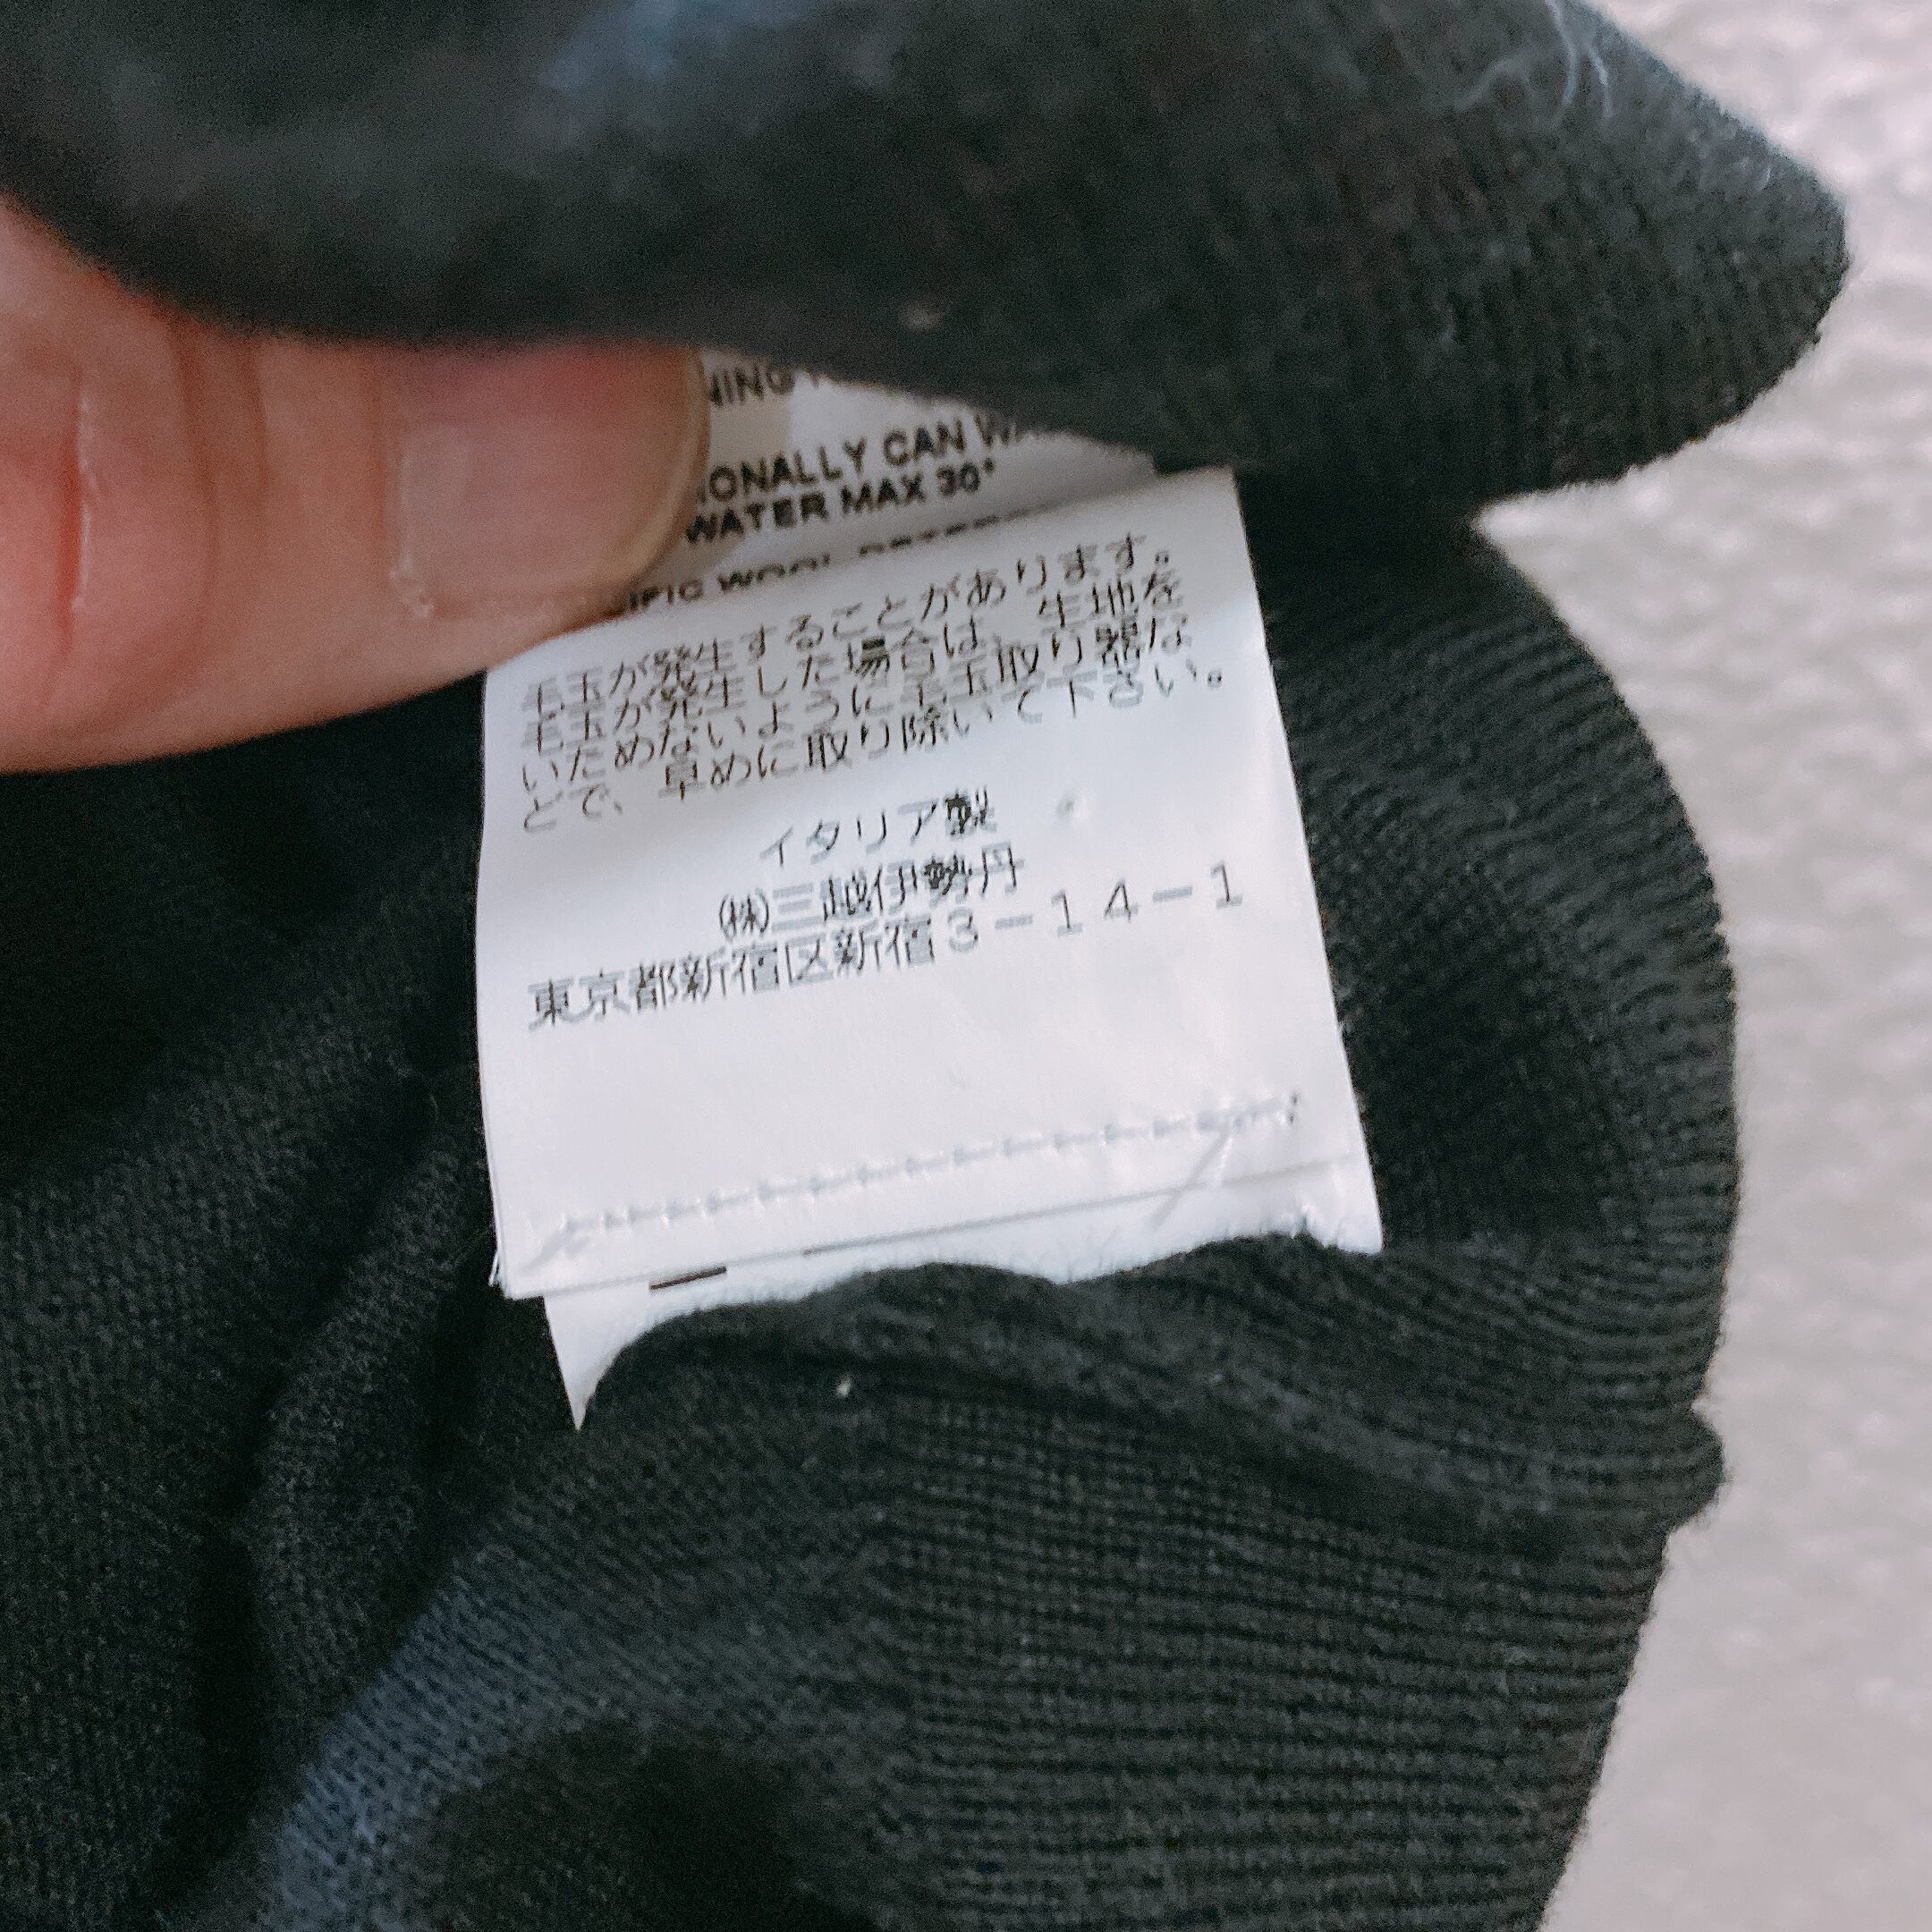 ONALLY CAN
WATER MAX 30°
WOOL
毛玉が発生することがあります。
毛玉が発生した場合は、生地を
いためないように毛玉取り器な
どで、早めに取り除いて下さい。
イタリア製
㈱三越伊勢丹
東京都新宿区新宿3-14-1